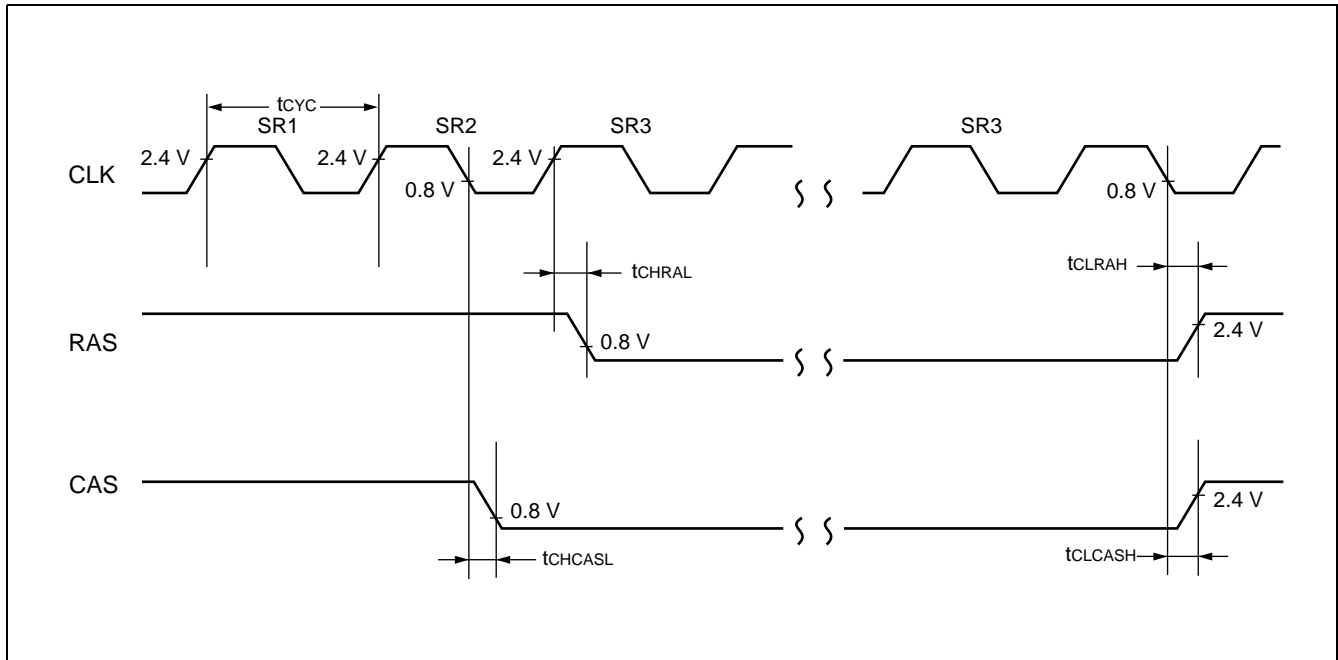 tCYC
SR1 SR2 SR3 SR3
2.4 V 2.4 V 2.4 V
CLK 0.8 V 0.8 V
tCHRAL tCLRAH
RAS 0.8 V 2.4 V
CAS 0.8 V 2.4 V
tCHCASL tCLCASH